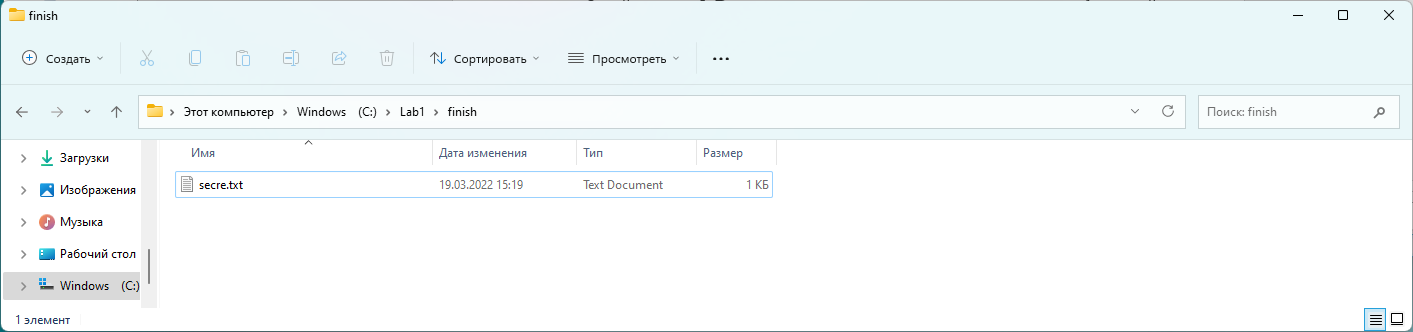 finish
Создать
Сортировать
Просмотреть
Этот компьютер Windows (C:) Lab1 finish
Поиск: finish
Имя Дата изменения Тип Размер
secre.txt 19.03.2022 15:19 Text Document 1 КБ
Загрузки
Изображения
Музыка
Рабочий стол
Windows (C:)
1 элемент